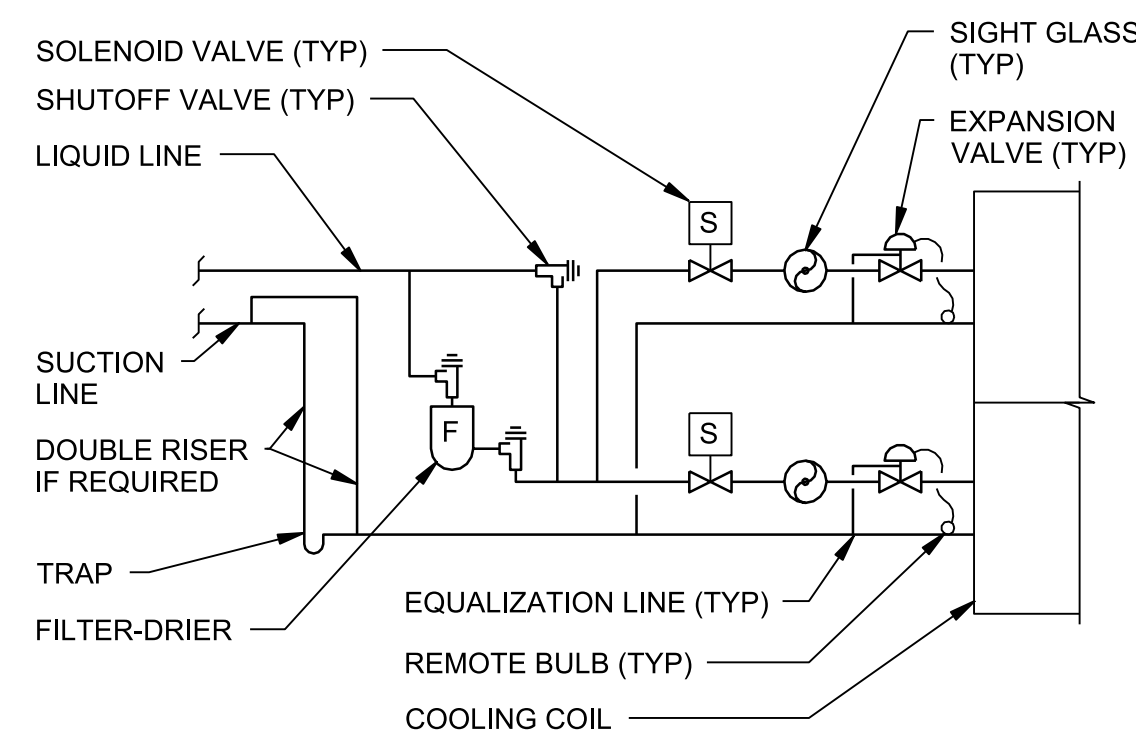 SOLENOID VALVE (TYP)
SHUTOFF VALVE (TYP)
LIQUID LINE
SIGHT GLASS
(TYP)
EXPANSION
VALVE (TYP)
S
SUCTION
LINE
DOUBLE RISER
IF REQUIRED
F
S
TRAP
FILTER-DRIER
EQUALIZATION LINE (TYP)
REMOTE BULB (TYP)
COOLING COIL